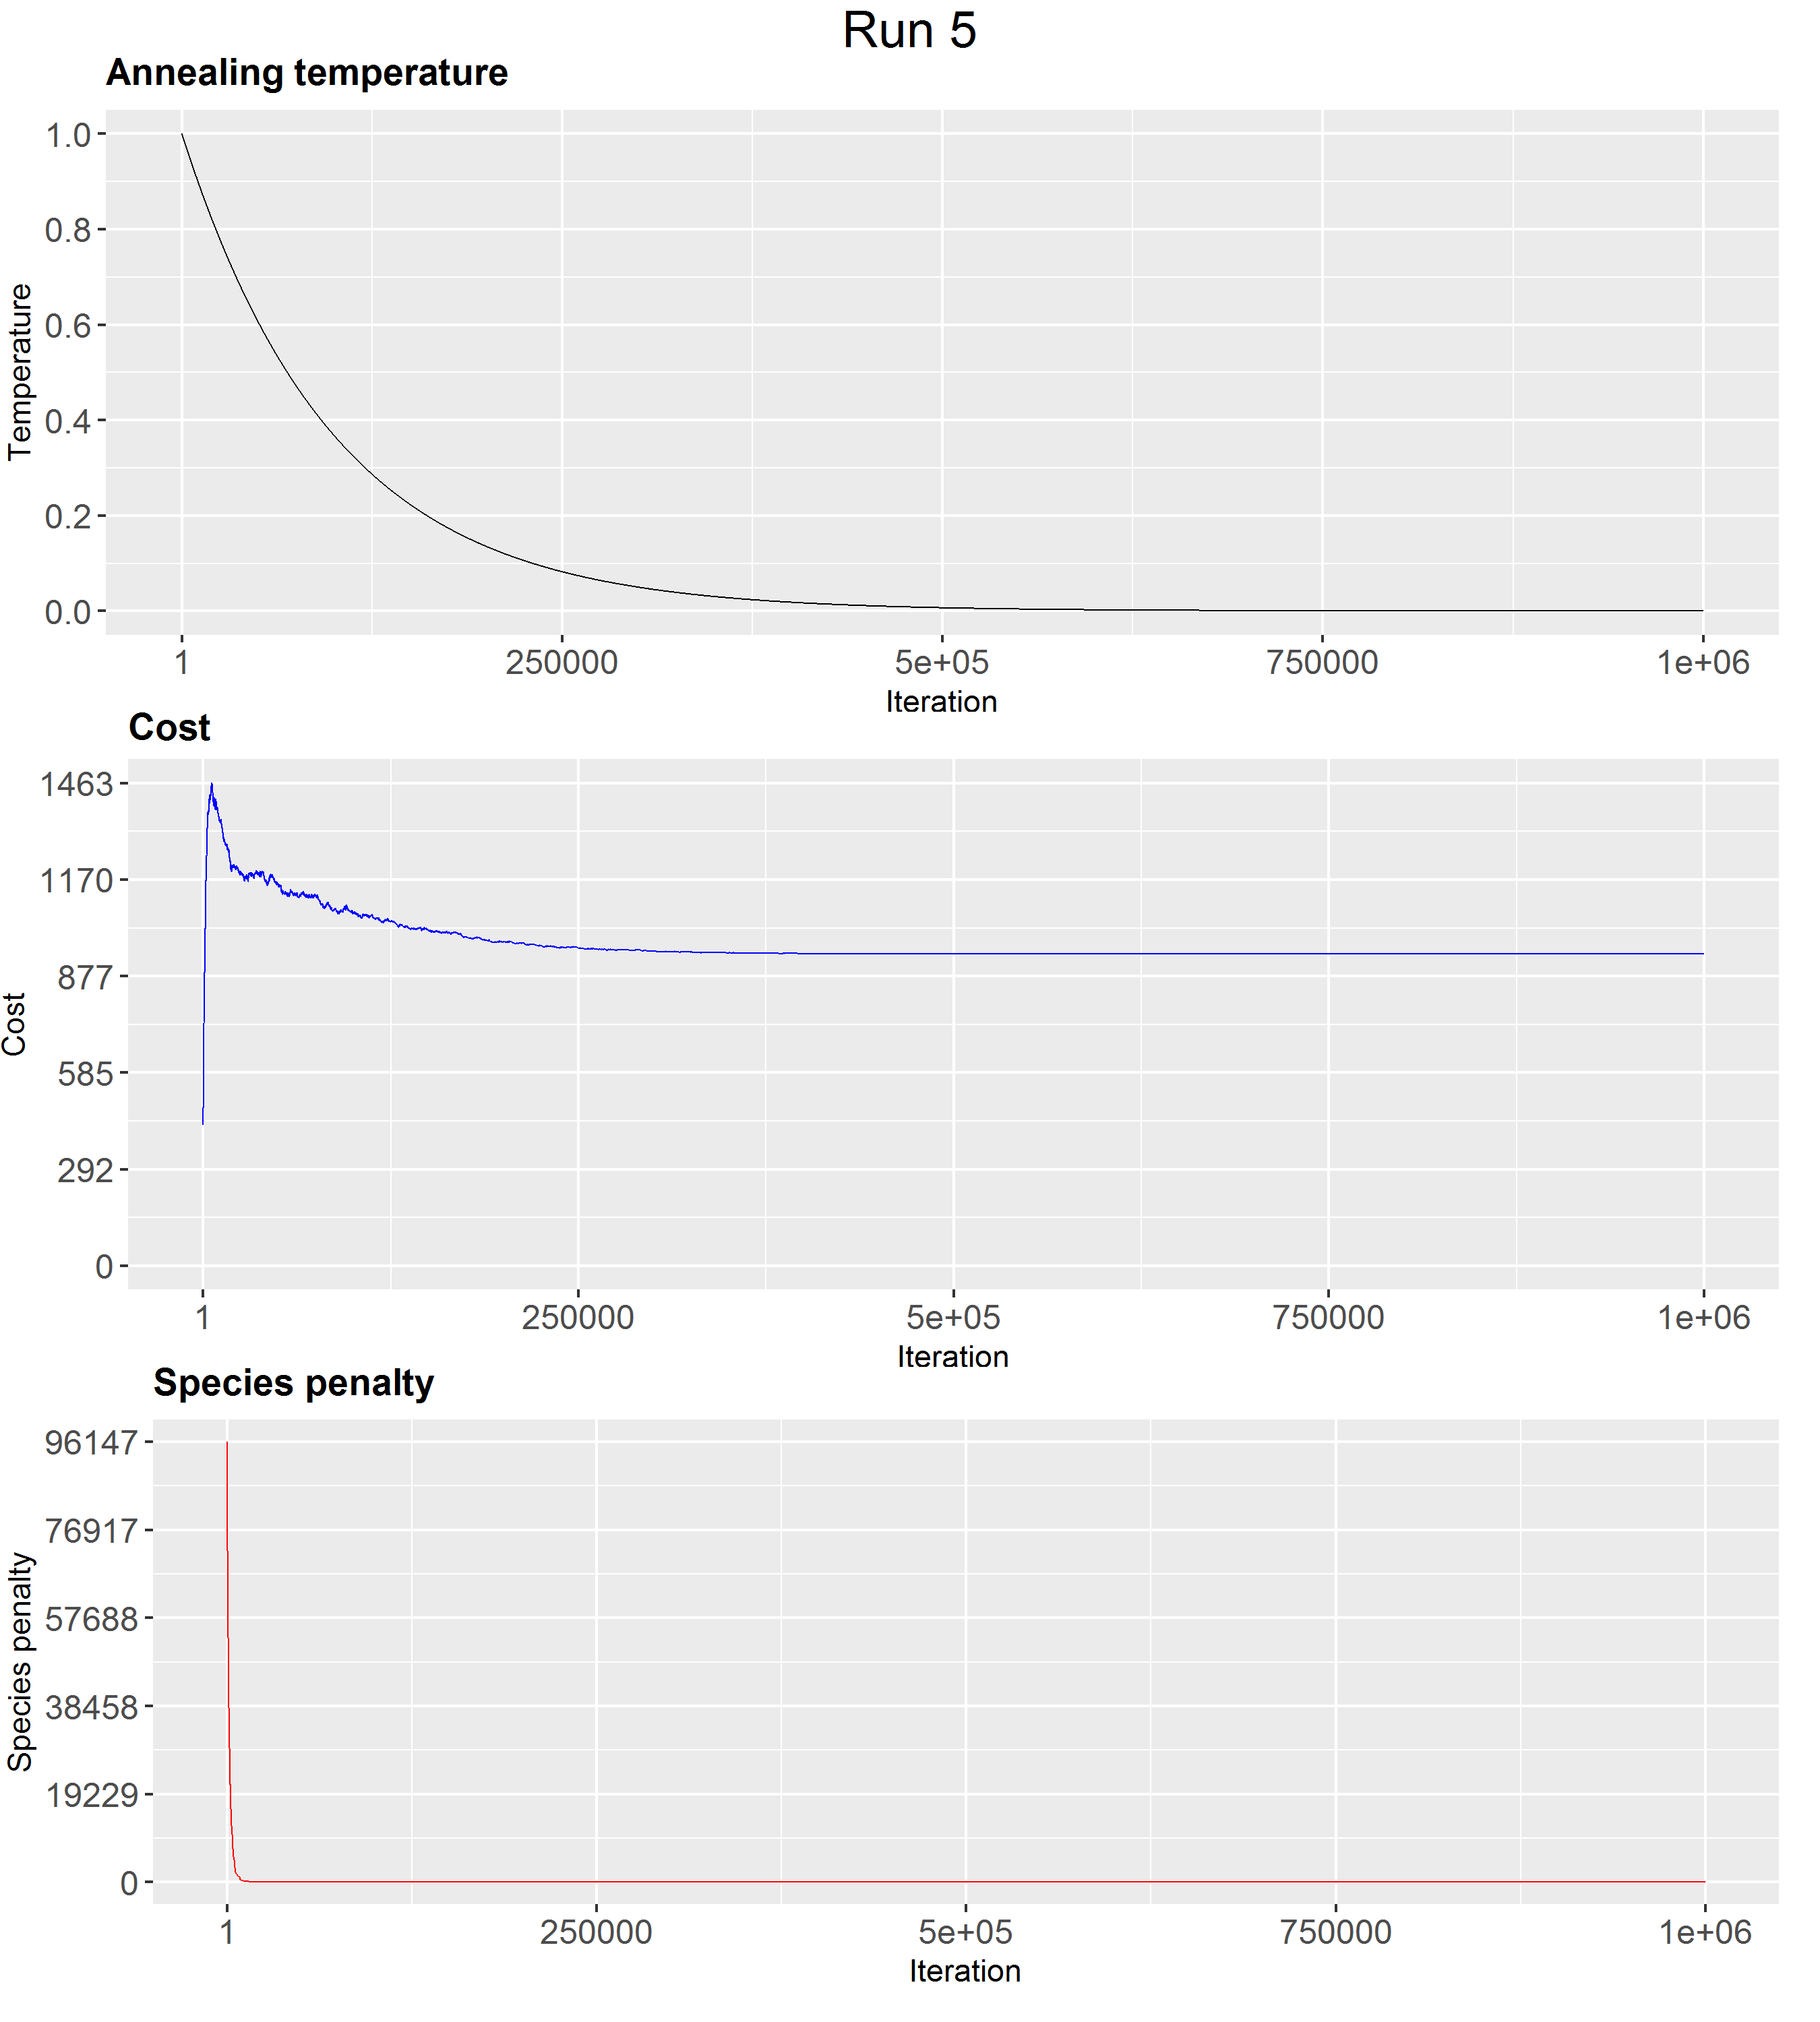 Run 5
Annealing temperature
Temperature
1.0
0.8
0.6
0.4
0.2
0.0
1 250000 5e+05 750000 1e+06
Iteration
Cost
Cost
1463
1170
877
585
292
0
1 250000 5e+05 750000 1e+06
Iteration
Species penalty
Species penalty
96147
76917
57688
38458
19229
0
1 250000 5e+05 750000 1e+06
Iteration